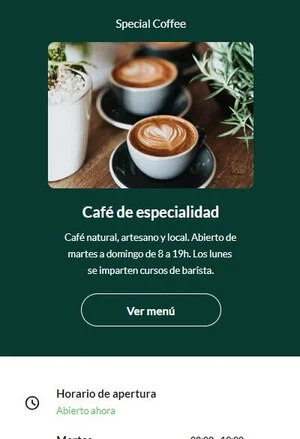 Special Coffee
Café de especialidad
Café natural, artesano y local. Abierto de
martes a domingo de 8 a 19h. Los lunes
se imparten cursos de barista.
Ver menú
Horario de apertura
Abierto ahora